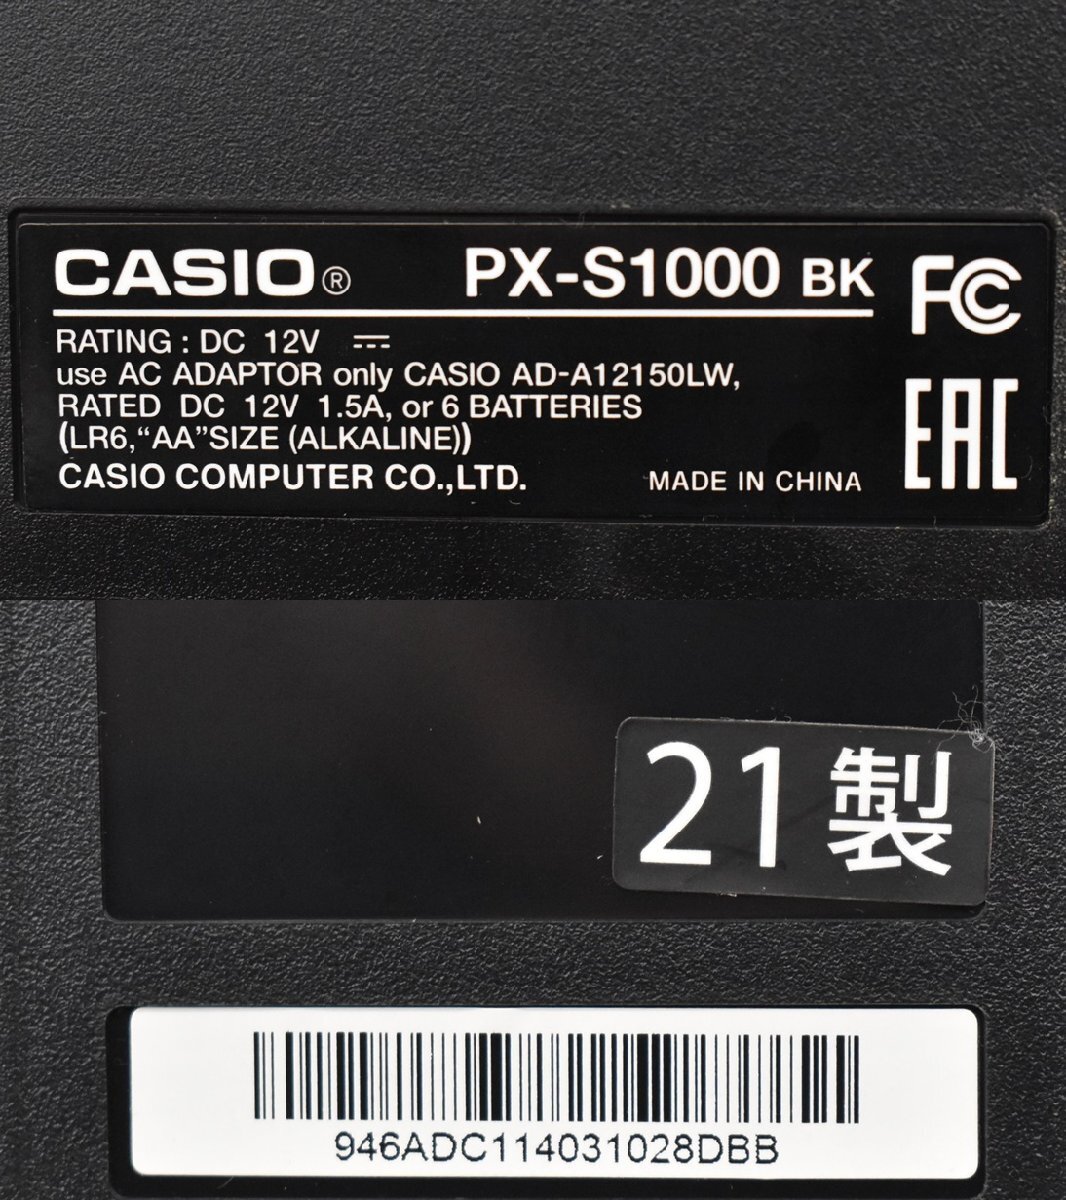 CASIO® PX-S1000 BK FC
RATING : DC 12V ⎓
use AC ADAPTOR only CASIO AD-A12150LW,
RATED DC 12V 1.5A, or 6 BATTERIES
(LR6,“AA”SIZE (ALKALINE))
CASIO COMPUTER CO.,LTD. MADE IN CHINA
EAC
21製
946ADC114031028DBB